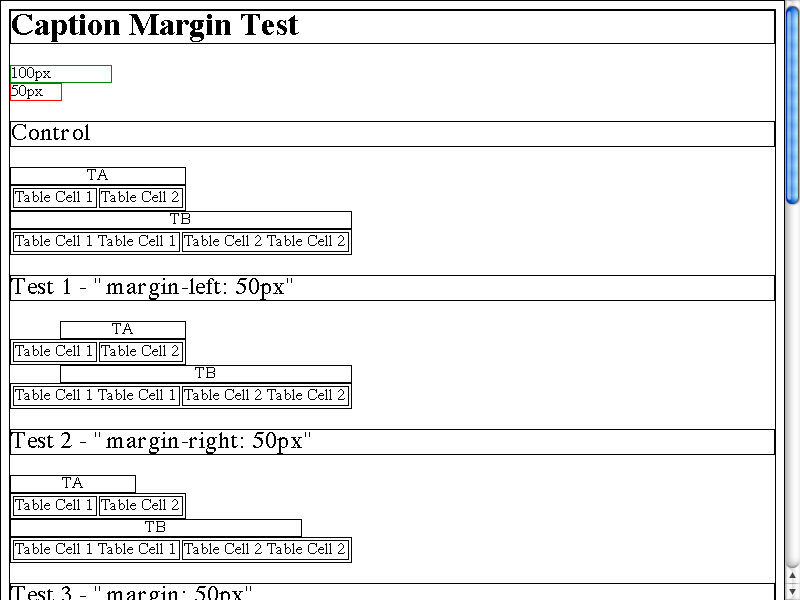 Caption Margin Test
100px
50px
Control
TA
Table Cell 1 Table Cell 2
TB
Table Cell 1 Table Cell 1 Table Cell 2 Table Cell 2
Test 1 - "margin-left: 50px"
TA
Table Cell 1 Table Cell 2
TB
Table Cell 1 Table Cell 1 Table Cell 2 Table Cell 2
Test 2 - "margin-right: 50px"
TA
Table Cell 1 Table Cell 2
TB
Table Cell 1 Table Cell 1 Table Cell 2 Table Cell 2
Test 3 - "margin: 50px"